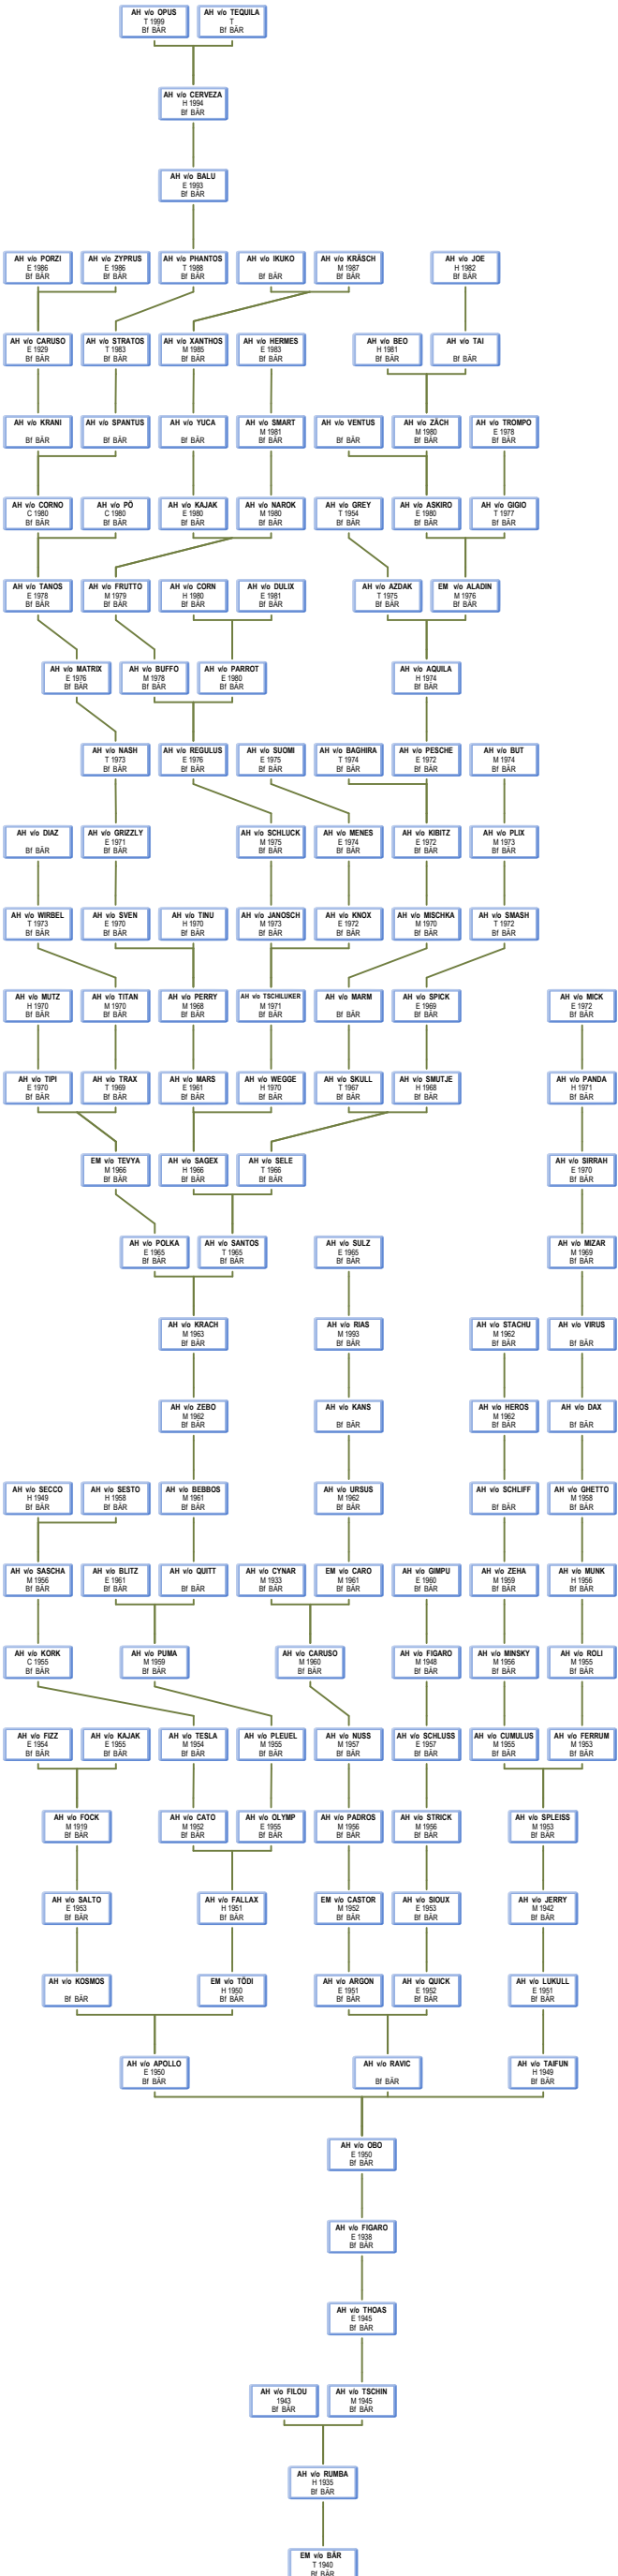 AH v/o OPUS
T 1999
Bf BÄR
AH v/o TEQUILA
T
Bf BÄR
AH v/o CERVEZA
H 1994
Bf BÄR
AH v/o BALU
E 1993
Bf BÄR
AH v/o PORZI
E 1986
Bf BÄR
AH v/o ZYPRUS
E 1986
Bf BÄR
AH v/o PHANTOS
T 1988
Bf BÄR
AH v/o IKUKO
Bf BÄR
AH v/o KRÄSCH
M 1987
Bf BÄR
AH v/o JOE
H 1982
Bf BÄR
AH v/o CARUSO
E 1929
Bf BÄR
AH v/o STRATOS
T 1983
Bf BÄR
AH v/o XANTHOS
M 1985
Bf BÄR
AH v/o HERMES
E 1983
Bf BÄR
AH v/o BEO
H 1981
Bf BÄR
AH v/o TAI
Bf BÄR
AH v/o KRANI
Bf BÄR
AH v/o SPANTUS
Bf BÄR
AH v/o YUCA
Bf BÄR
AH v/o SMART
M 1981
Bf BÄR
AH v/o VENTUS
Bf BÄR
AH v/o ZÄCH
M 1980
Bf BÄR
AH v/o TROMPO
E 1978
Bf BÄR
AH v/o CORNO
C 1980
Bf BÄR
AH v/o PÖ
C 1980
Bf BÄR
AH v/o KAJAK
E 1980
Bf BÄR
AH v/o NAROK
M 1980
Bf BÄR
AH v/o GREY
T 1954
Bf BÄR
AH v/o ASKIRO
E 1980
Bf BÄR
AH v/o GIGIO
T 1977
Bf BÄR
AH v/o TANOS
E 1978
Bf BÄR
AH v/o FRUTTO
M 1979
Bf BÄR
AH v/o CORN
H 1980
Bf BÄR
AH v/o DULIX
E 1981
Bf BÄR
AH v/o AZDAK
T 1975
Bf BÄR
EM v/o ALADIN
M 1976
Bf BÄR
AH v/o MATRIX
E 1976
Bf BÄR
AH v/o BUFFO
M 1978
Bf BÄR
AH v/o PARROT
E 1980
Bf BÄR
AH v/o AQUILA
H 1974
Bf BÄR
AH v/o NASH
T 1973
Bf BÄR
AH v/o REGULUS
E 1976
Bf BÄR
AH v/o SUOMI
E 1975
Bf BÄR
AH v/o BAGHIRA
T 1974
Bf BÄR
AH v/o PESCHE
E 1972
Bf BÄR
AH v/o BUT
M 1974
Bf BÄR
AH v/o DIAZ
Bf BÄR
AH v/o GRIZZLY
E 1971
Bf BÄR
AH v/o SCHLUCK
M 1975
Bf BÄR
AH v/o MENES
E 1974
Bf BÄR
AH v/o KIBITZ
E 1972
Bf BÄR
AH v/o PLIX
M 1973
Bf BÄR
AH v/o WIRBEL
T 1973
Bf BÄR
AH v/o SVEN
E 1970
Bf BÄR
AH v/o TINU
H 1970
Bf BÄR
AH v/o JANOSCH
M 1973
Bf BÄR
AH v/o KNOX
E 1972
Bf BÄR
AH v/o MISCHKA
M 1970
Bf BÄR
AH v/o SMASH
T 1972
Bf BÄR
AH v/o MUTZ
H 1970
Bf BÄR
AH v/o TITAN
M 1970
Bf BÄR
AH v/o PERRY
M 1968
Bf BÄR
AH v/o TSCHILUKER
M 1971
Bf BÄR
AH v/o MARM
Bf BÄR
AH v/o SPICK
E 1969
Bf BÄR
AH v/o MICK
E 1972
Bf BÄR
AH v/o TIPI
E 1970
Bf BÄR
AH v/o TRAX
T 1969
Bf BÄR
AH v/o MARS
E 1961
Bf BÄR
AH v/o WEGGE
H 1970
Bf BÄR
AH v/o SKULL
T 1967
Bf BÄR
AH v/o SMUTJE
H 1968
Bf BÄR
AH v/o PANDA
H 1971
Bf BÄR
EM v/o TEVYA
M 1966
Bf BÄR
AH v/o SAGEX
H 1966
Bf BÄR
AH v/o SELE
T 1966
Bf BÄR
AH v/o SIRRAH
E 1970
Bf BÄR
AH v/o POLKA
E 1965
Bf BÄR
AH v/o SANTOS
T 1965
Bf BÄR
AH v/o SULZ
E 1965
Bf BÄR
AH v/o MIZAR
M 1969
Bf BÄR
AH v/o KRACH
M 1963
Bf BÄR
AH v/o RIAS
M 1993
Bf BÄR
AH v/o STACHU
M 1962
Bf BÄR
AH v/o VIRUS
Bf BÄR
AH v/o ZEBO
M 1962
Bf BÄR
AH v/o KANS
Bf BÄR
AH v/o HEROS
M 1962
Bf BÄR
AH v/o DAX
Bf BÄR
AH v/o SECCO
H 1949
Bf BÄR
AH v/o SESTO
H 1958
Bf BÄR
AH v/o BEBBOS
M 1961
Bf BÄR
AH v/o URSUS
M 1962
Bf BÄR
AH v/o SCHLIFF
Bf BÄR
AH v/o GHETTO
M 1958
Bf BÄR
AH v/o SASCHA
M 1956
Bf BÄR
AH v/o BLITZ
E 1961
Bf BÄR
AH v/o QUITT
Bf BÄR
AH v/o CYNAR
M 1933
Bf BÄR
EM v/o CARO
M 1961
Bf BÄR
AH v/o GIMPU
E 1960
Bf BÄR
AH v/o ZEHA
M 1959
Bf BÄR
AH v/o MUNK
H 1956
Bf BÄR
AH v/o KORK
C 1955
Bf BÄR
AH v/o PUMA
M 1959
Bf BÄR
AH v/o CARUSO
M 1960
Bf BÄR
AH v/o FIGARO
M 1948
Bf BÄR
AH v/o MINSKY
M 1956
Bf BÄR
AH v/o ROLI
M 1955
Bf BÄR
AH v/o FIZZ
E 1954
Bf BÄR
AH v/o KAJAK
E 1955
Bf BÄR
AH v/o TESLA
M 1954
Bf BÄR
AH v/o PLEUEL
M 1955
Bf BÄR
AH v/o NUSS
M 1957
Bf BÄR
AH v/o SCHLUSS
E 1957
Bf BÄR
AH v/o CUMULUS
M 1955
Bf BÄR
AH v/o FERRUM
M 1953
Bf BÄR
AH v/o FOCK
M 1919
Bf BÄR
AH v/o CATO
M 1952
Bf BÄR
AH v/o OLYMP
E 1955
Bf BÄR
AH v/o PADROS
M 1956
Bf BÄR
AH v/o STRICK
M 1956
Bf BÄR
AH v/o SPLEISS
M 1953
Bf BÄR
AH v/o SALTO
E 1953
Bf BÄR
AH v/o FALLAX
H 1951
Bf BÄR
EM v/o CASTOR
M 1952
Bf BÄR
AH v/o SIOUX
E 1953
Bf BÄR
AH v/o JERRY
M 1942
Bf BÄR
AH v/o KOSMOS
Bf BÄR
EM v/o TÖDI
H 1950
Bf BÄR
AH v/o ARGON
E 1951
Bf BÄR
AH v/o QUICK
E 1952
Bf BÄR
AH v/o LUKULL
E 1951
Bf BÄR
AH v/o APOLLO
E 1950
Bf BÄR
AH v/o RAVIC
Bf BÄR
AH v/o TAIFUN
H 1949
Bf BÄR
AH v/o OBO
E 1950
Bf BÄR
AH v/o FIGARO
E 1938
Bf BÄR
AH v/o THOAS
E 1945
Bf BÄR
AH v/o FILOU
1943
Bf BÄR
AH v/o TSCHIN
M 1945
Bf BÄR
AH v/o RUMBA
H 1935
Bf BÄR
EM v/o BÄR
T 1940
Bf BÄR